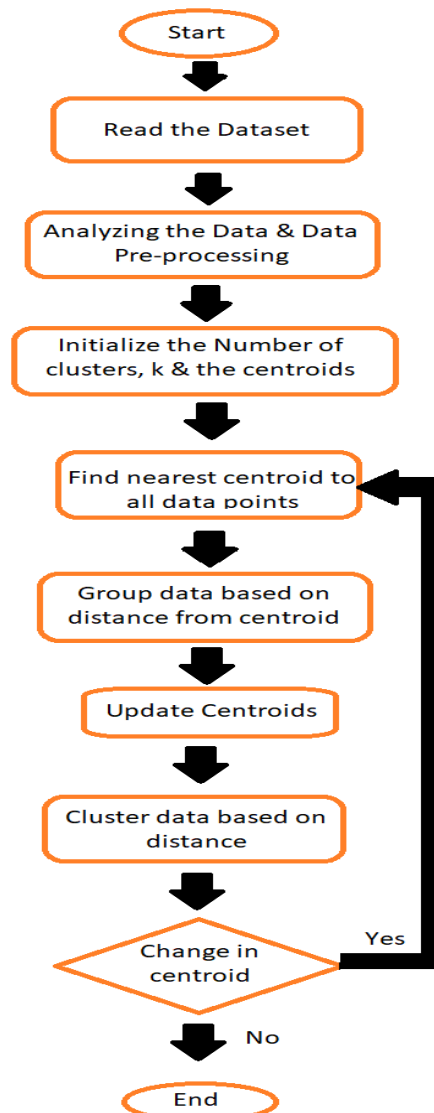 Start
Read the Dataset
Analyzing the Data & Data
Pre-processing
Initialize the Number of
clusters, k & the centroids
Find nearest centroid to
all data points
Group data based on
distance from centroid
Update Centroids
Cluster data based on
distance
Change in
centroid
Yes
No
End